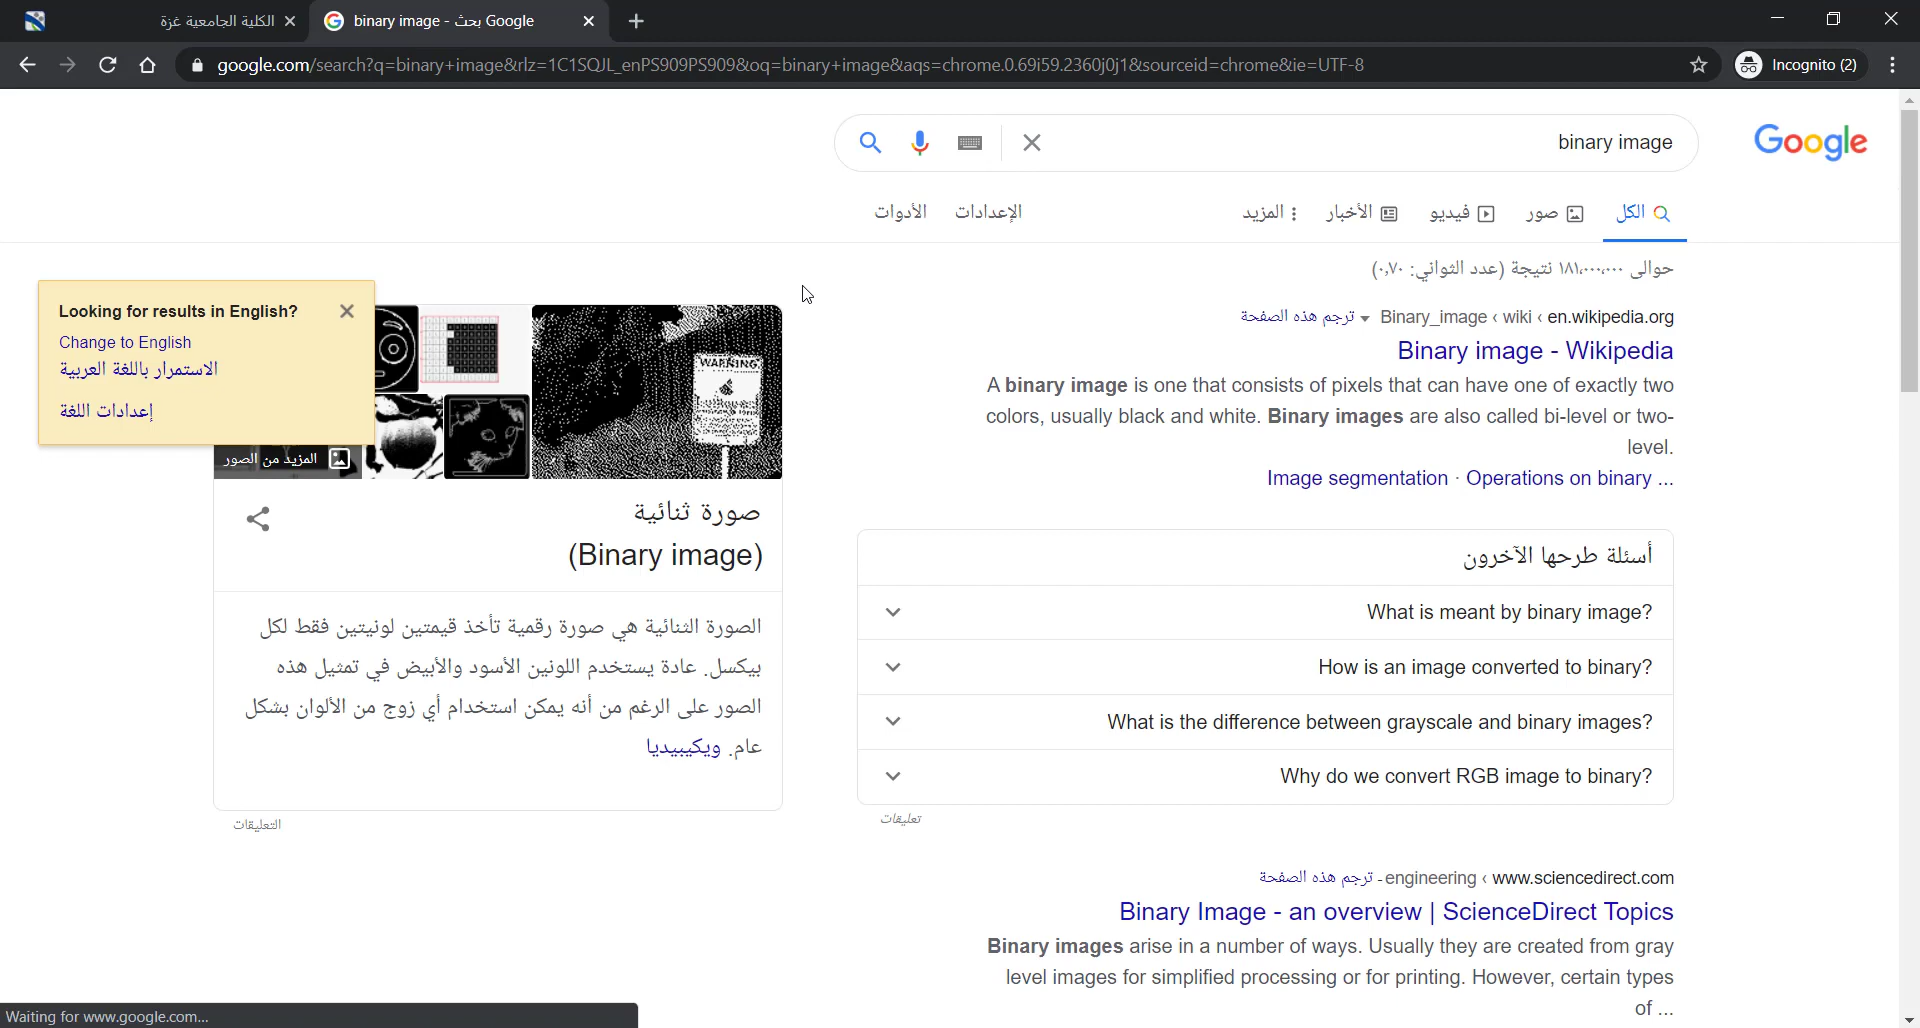 الكلية الجامعية غزة
binary image - بحث Google
google.com/search?q=binary+image&rlz=1C1SQJL_enPS909PS909&oq=binary+image&aqs=chrome.0.69i59.2360j0j1&sourceid=chrome&ie=UTF-8
Incognito (2)
binary image
Google
الكل
صور
فيديو
الأخبار
المزيد
الإعدادات
الأدوات
حوالى ١٨١,٠٠٠,٠٠٠ نتيجة (عدد الثواني: ٠,٧٠)
Looking for results in English?
Change to English
الاستمرار باللغة العربية
إعدادات اللغة
en.wikipedia.org › wiki › Binary_image ترجم هذه الصفحة
Binary image - Wikipedia
A binary image is one that consists of pixels that can have one of exactly two
colors, usually black and white. Binary images are also called bi-level or two-
level.
Image segmentation · Operations on binary ...
أسئلة طرحها الآخرون
What is meant by binary image?
How is an image converted to binary?
What is the difference between grayscale and binary images?
Why do we convert RGB image to binary?
تعليقات
www.sciencedirect.com › engineering - ترجم هذه الصفحة
Binary Image - an overview | ScienceDirect Topics
Binary images arise in a number of ways. Usually they are created from gray
level images for simplified processing or for printing. However, certain types
of ...
WARNING!
المزيد من الصور
صورة ثنائية
(Binary image)
الصورة الثنائية هي صورة رقمية تأخذ قيمتين لونيتين فقط لكل
بيكسل. عادة يستخدم اللونين الأسود والأبيض في تمثيل هذه
الصور على الرغم من أنه يمكن استخدام أي زوج من الألوان بشكل
عام. ويكيبيديا
التعليقات
Waiting for www.google.com...